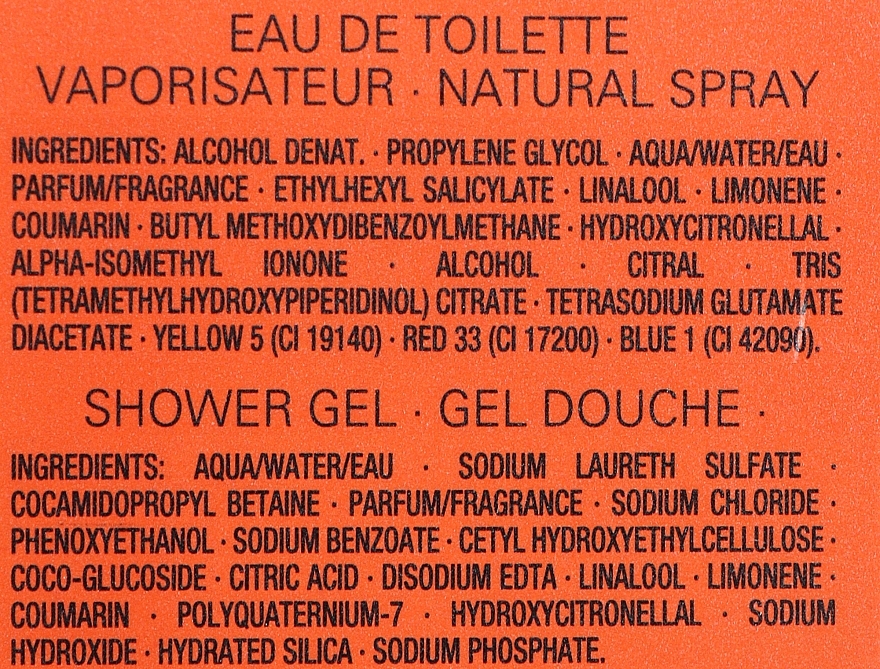 EAU DE TOILETTE
VAPORISATEUR · NATURAL SPRAY
INGREDIENTS: ALCOHOL DENAT. · PROPYLENE GLYCOL · AQUA/WATER/EAU ·
PARFUM/FRAGRANCE · ETHYLHEXYL SALICYLATE · LINALOOL · LIMONENE ·
COUMARIN · BUTYL METHOXYDIBENZOYLMETHANE · HYDROXYCITRONELLAL ·
ALPHA-ISOMETHYL IONONE · ALCOHOL · CITRAL · TRIS
(TETRAMETHYLHYDROXYPIPERIDINOL) CITRATE · TETRASODIUM GLUTAMATE
DIACETATE · YELLOW 5 (CI 19140) · RED 33 (CI 17200) · BLUE 1 (CI 42090).
SHOWER GEL · GEL DOUCHE ·
INGREDIENTS: AQUA/WATER/EAU · SODIUM LAURETH SULFATE ·
COCAMIDOPROPYL BETAINE · PARFUM/FRAGRANCE · SODIUM CHLORIDE ·
PHENOXYETHANOL · SODIUM BENZOATE · CETYL HYDROXYETHYLCELLULOSE ·
COCO-GLUCOSIDE · CITRIC ACID · DISODIUM EDTA · LINALOOL · LIMONENE ·
COUMARIN · POLYQUATERNIUM-7 · HYDROXYCITRONELLAL · SODIUM
HYDROXIDE · HYDRATED SILICA · SODIUM PHOSPHATE.